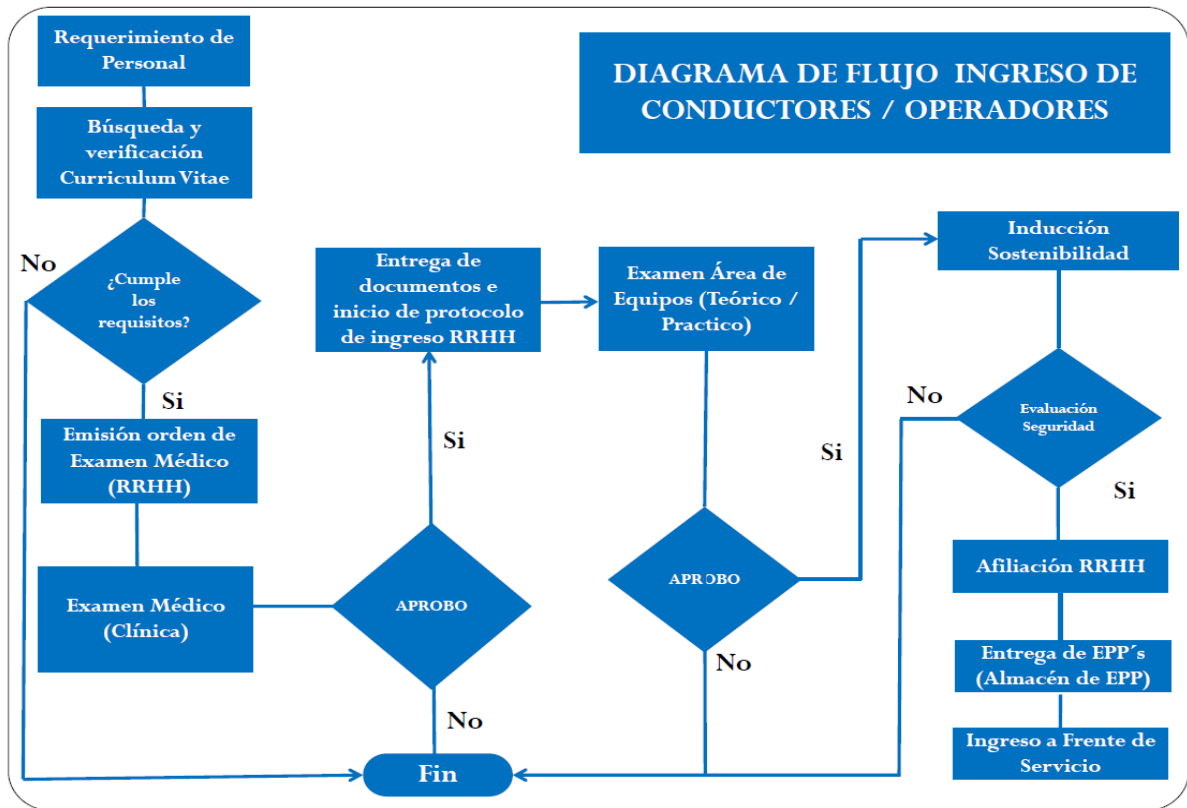 Requerimiento de
Personal
DIAGRAMA DE FLUJO INGRESO DE
CONDUCTORES / OPERADORES
Búsqueda y
verificación
Curriculum Vitae
No
¿Cumple
los
requisitos?
Si
Emisión orden de
Examen Médico
(RRHH)
Examen Médico
(Clínica)
Entrega de
documentos e
inicio de protocolo
de ingreso RRHH
Si
APROBO
No
Fin
Examen Área de
Equipos (Teórico /
Practico)
APROBO
Si
No
Inducción
Sostenibilidad
No
Evaluación
Seguridad
Si
Afiliación RRHH
Entrega de EPP´s
(Almacén de EPP)
Ingreso a Frente de
Servicio